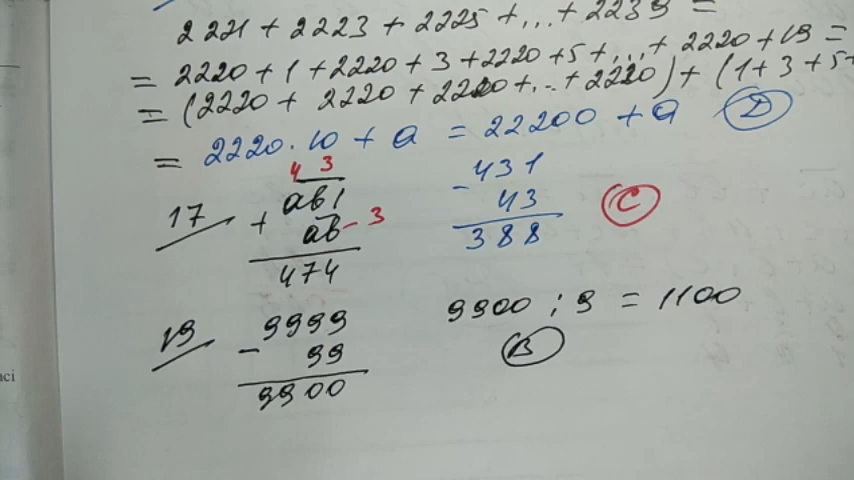 2221 + 2223 + 2225 + ... + 2239 =
= 2220 + 1 + 2220 + 3 + 2220 + 5 + ... + 2220 + 19 =
= (2220 + 2220 + 2220 + ... + 2220) + (1 + 3 + 5 +
= 2220 · 10 + a = 22200 + a D
17
4 3
ab1
+ ab - 3
474
431
- 43
388
C
19
9999
- 99
9900
9900 : 9 = 1100
B